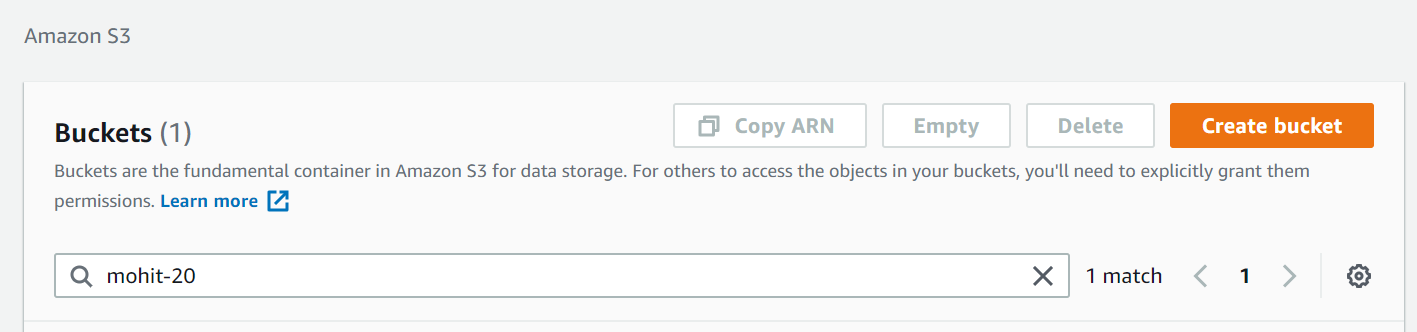 Amazon S3
Buckets (1)
Copy ARN
Empty
Delete
Create bucket
Buckets are the fundamental container in Amazon S3 for data storage. For others to access the objects in your buckets, you'll need to explicitly grant them
permissions. Learn more
mohit-20
1 match
1